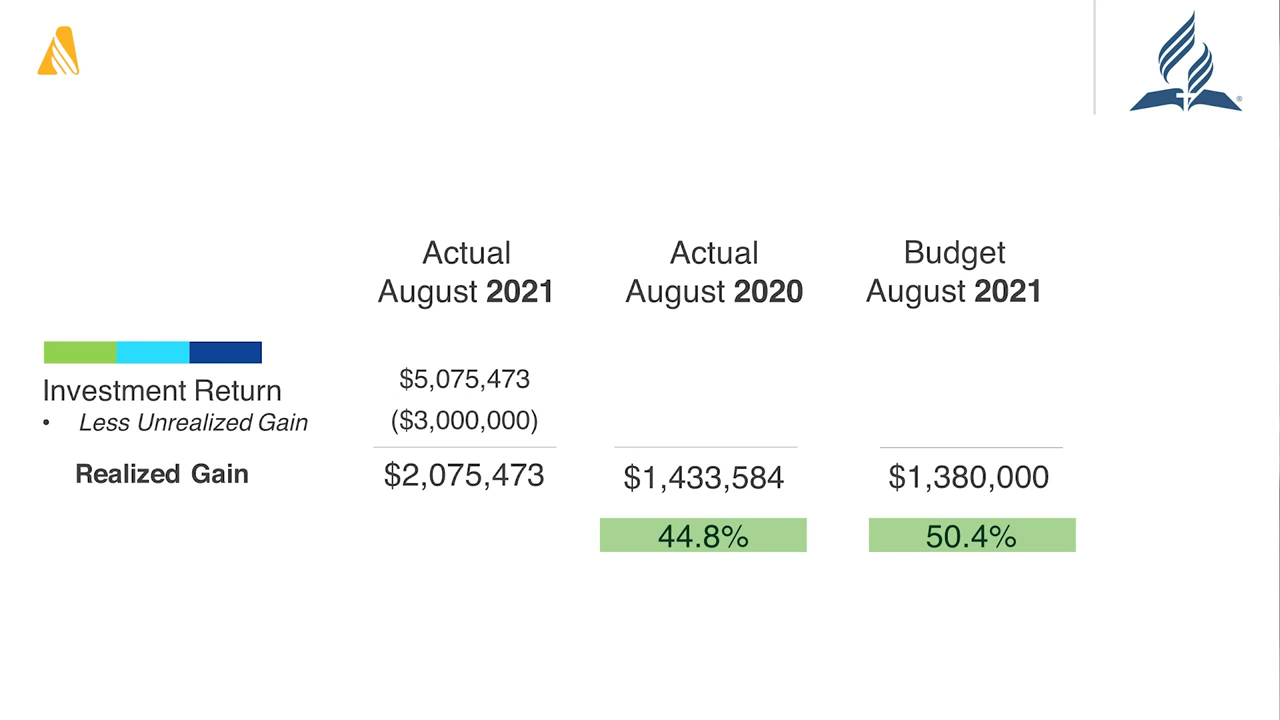 Actual
August 2021
Actual
August 2020
Budget
August 2021
Investment Return
$5,075,473
• Less Unrealized Gain
($3,000,000)
Realized Gain
$2,075,473
$1,433,584
$1,380,000
44.8%
50.4%
®